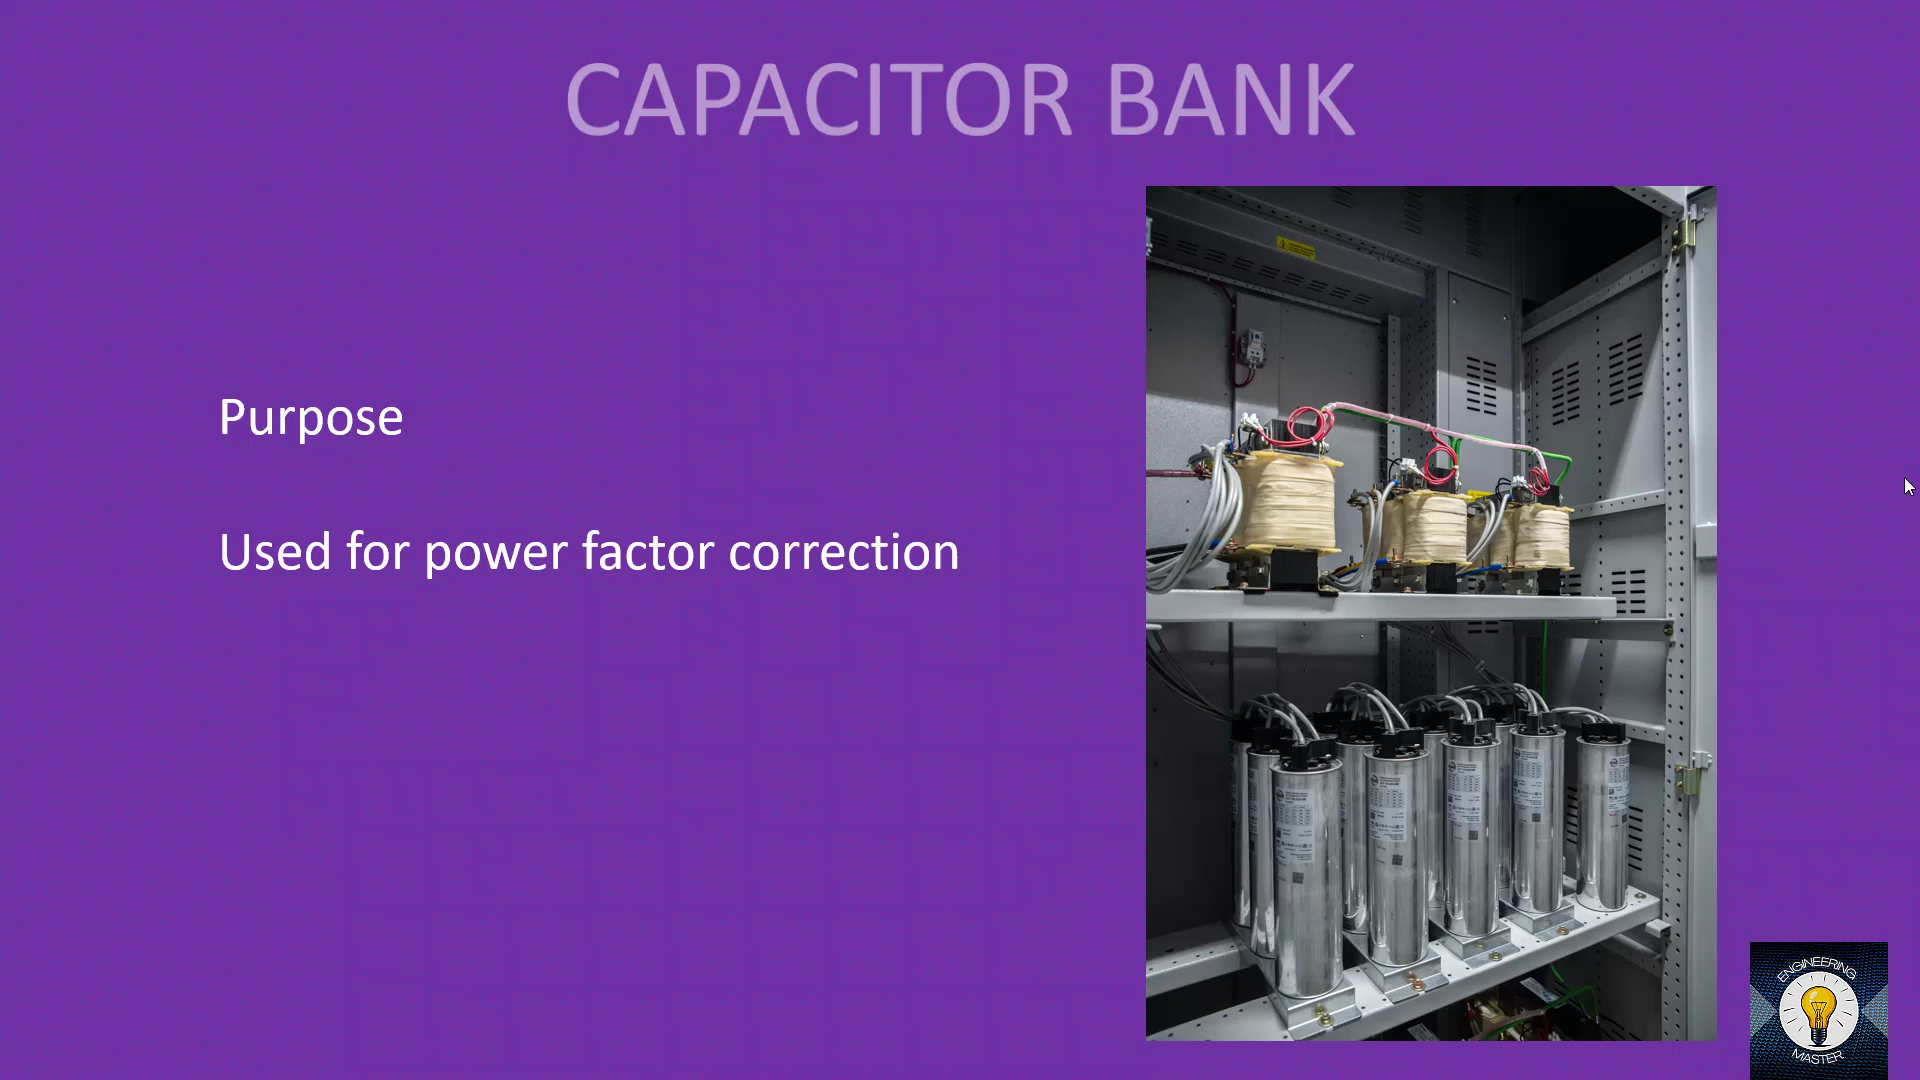 CAPACITOR BANK
Purpose
Used for power factor correction
ENGINEERING
MASTER